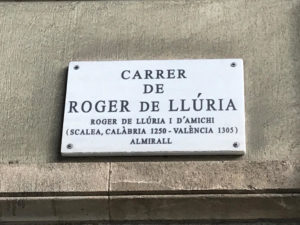 CARRER
DE
ROGER DE LLÚRIA
ROGER DE LLÚRIA I D'AMICHI
(SCALEA, CALÀBRIA 1250 - VALÈNCIA 1305)
ALMIRALL